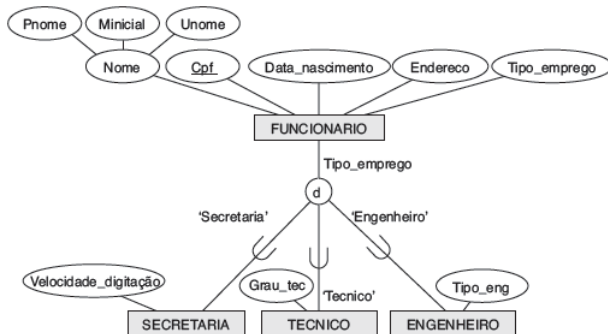 Pnome Minicial Unome
Nome Cpf Data_nascimento Endereco Tipo_emprego
FUNCIONARIO
Tipo_emprego
d
'Secretaria' 'Engenheiro'
Velocidade_digitação Grau_tec Tipo_eng
'Tecnico'
SECRETARIA TECNICO ENGENHEIRO